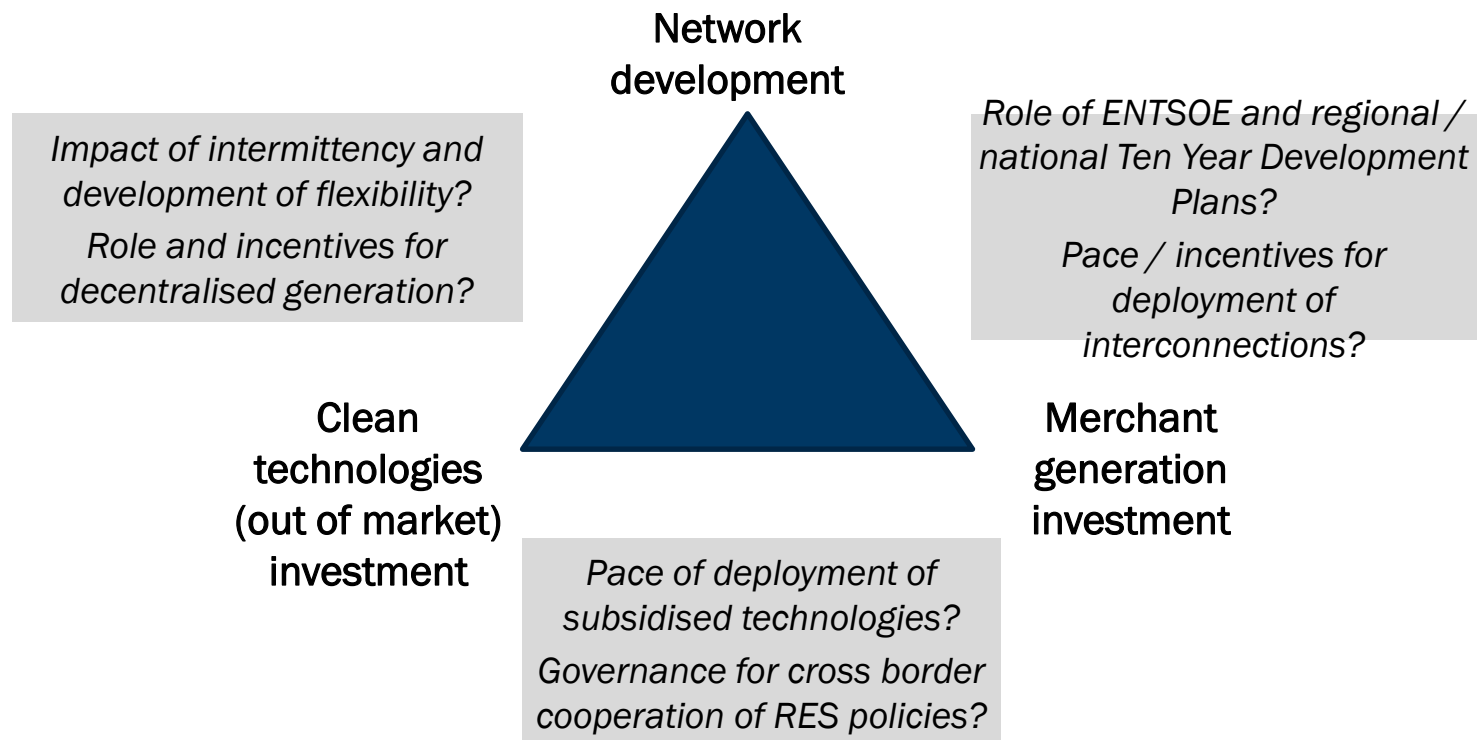 Network
development
Impact of intermittency and
development of flexibility?
Role and incentives for
decentralised generation?
Role of ENTSOE and regional /
national Ten Year Development
Plans?
Pace / incentives for
deployment of
interconnections?
Clean
technologies
(out of market)
investment
Merchant
generation
investment
Pace of deployment of
subsidised technologies?
Governance for cross border
cooperation of RES policies?